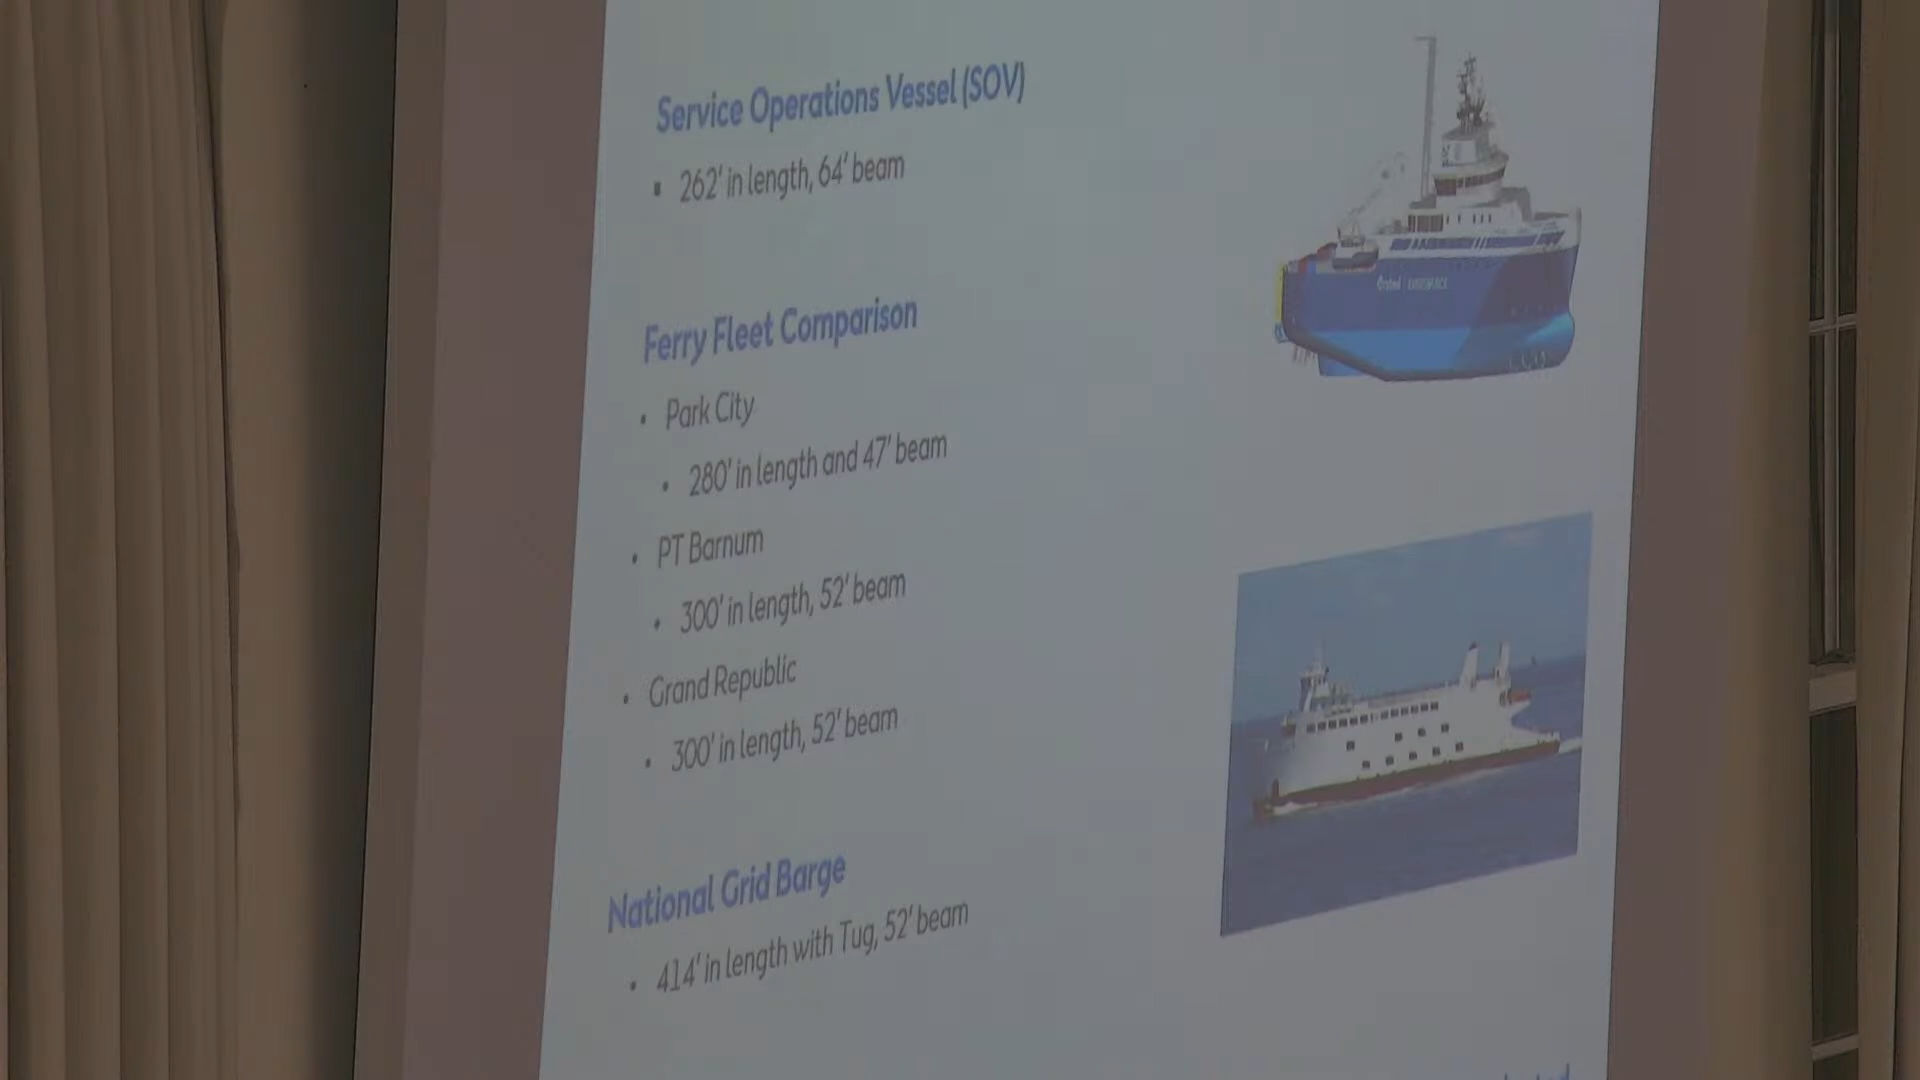 Service Operations Vessel (SOV)
▪ 262' in length, 64' beam
Ferry Fleet Comparison
• Park City
• 280' in length and 47' beam
• PT Barnum
• 300' in length, 52' beam
• Grand Republic
• 300' in length, 52' beam
National Grid Barge
• 414' in length with Tug, 52' beam